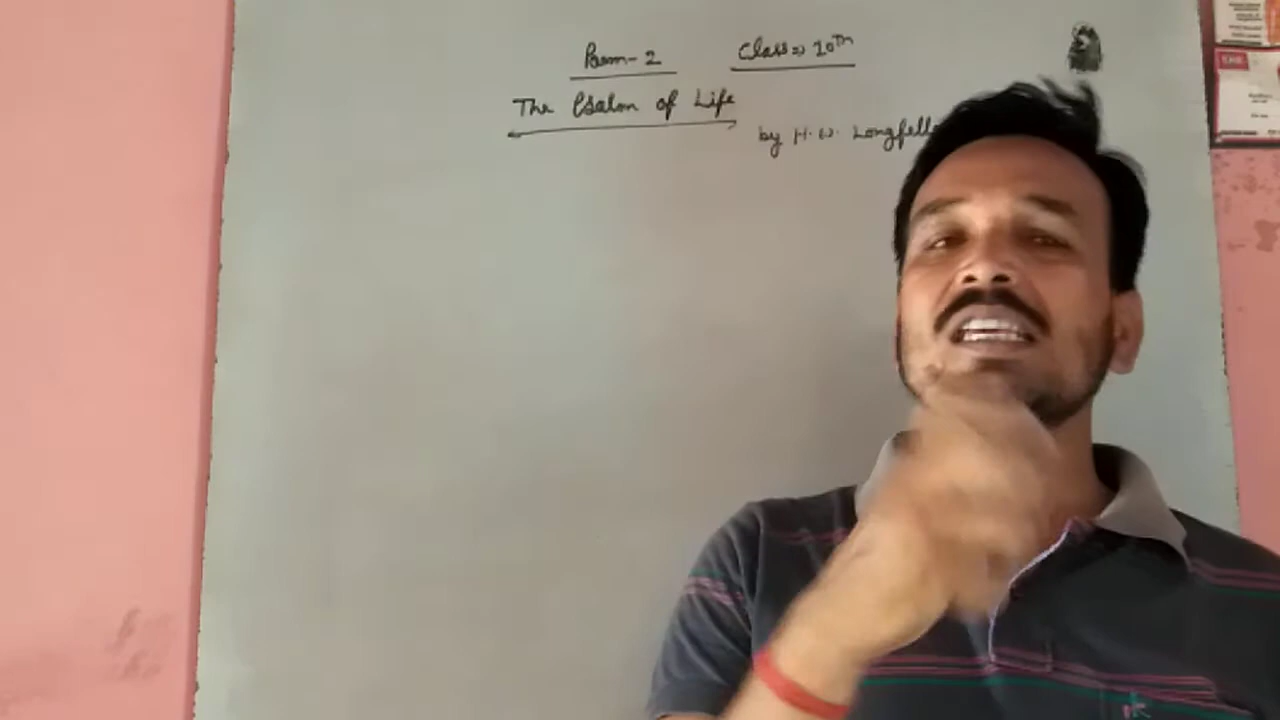 Poem-2 Class⇒10th
The Psalm of Life
by H.W. Longfell